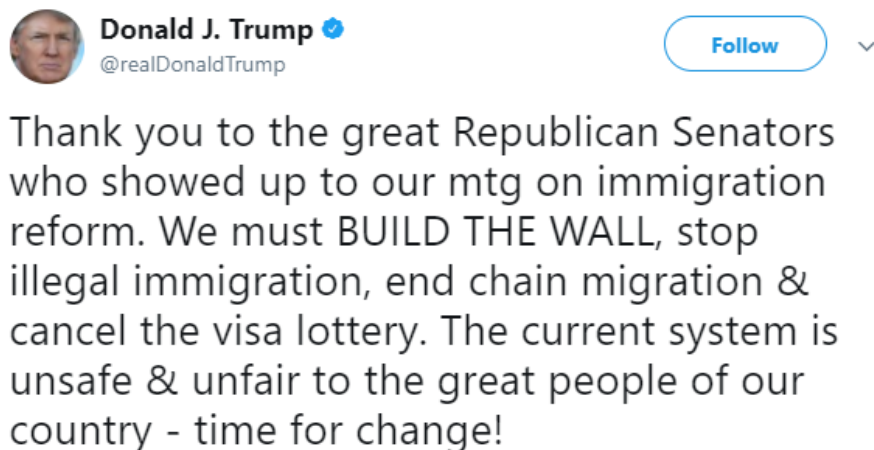 Donald J. Trump
@realDonaldTrump
Follow
Thank you to the great Republican Senators
who showed up to our mtg on immigration
reform. We must BUILD THE WALL, stop
illegal immigration, end chain migration &
cancel the visa lottery. The current system is
unsafe & unfair to the great people of our
country - time for change!